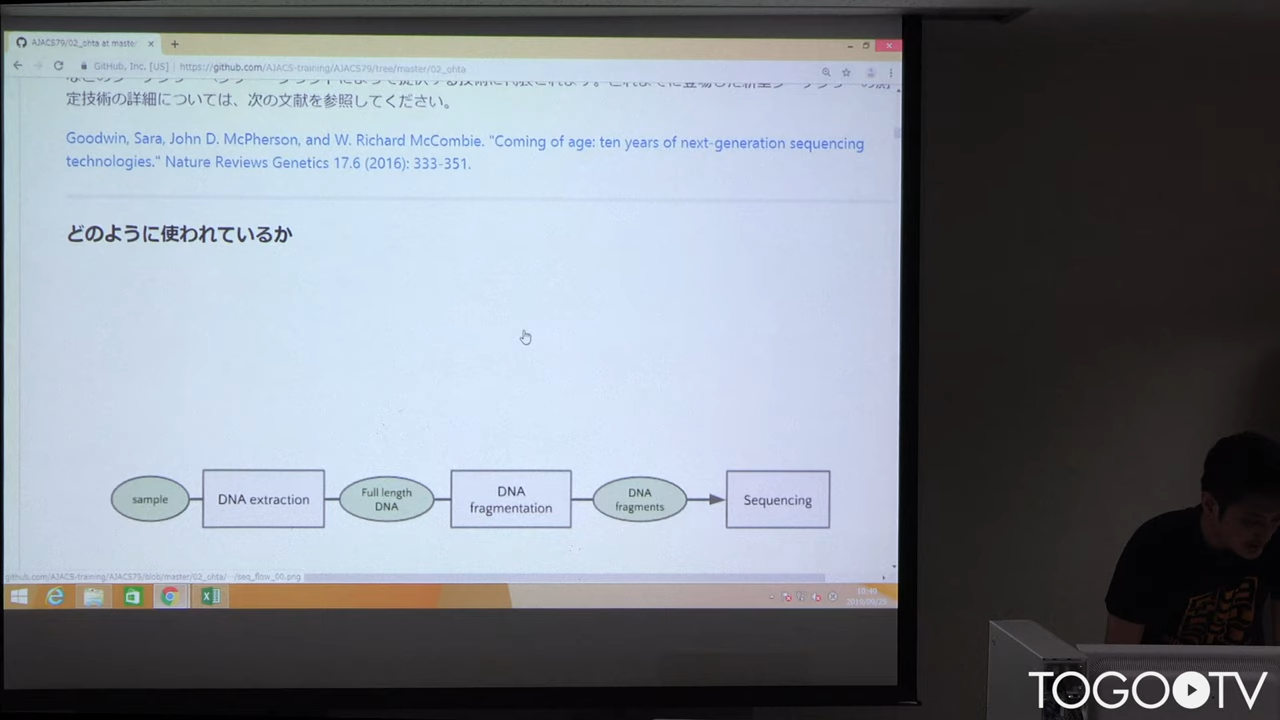 AJACS79/02_ohta at master
GitHub, Inc. [US] | https://github.com/AJACS-training/AJACS79/tree/master/02_ohta
定技術の詳細については、次の文献を参照してください。
Goodwin, Sara, John D. McPherson, and W. Richard McCombie. "Coming of age: ten years of next-generation sequencing
technologies." Nature Reviews Genetics 17.6 (2016): 333-351.
どのように使われているか
sample
DNA extraction
Full length
DNA
DNA
fragmentation
DNA
fragments
Sequencing
2019/09/25
TOGOTV